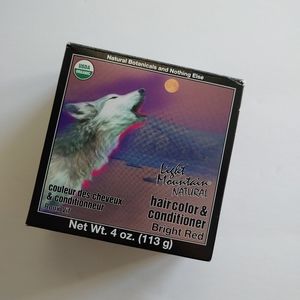 Natural Botanicals and Nothing Else
USDA
ORGANIC
Light
Mountain
NATURAL
couleur des cheveux
& conditionneur
hair color &
conditioner
Bright Red
Net Wt. 4 oz. (113 g)